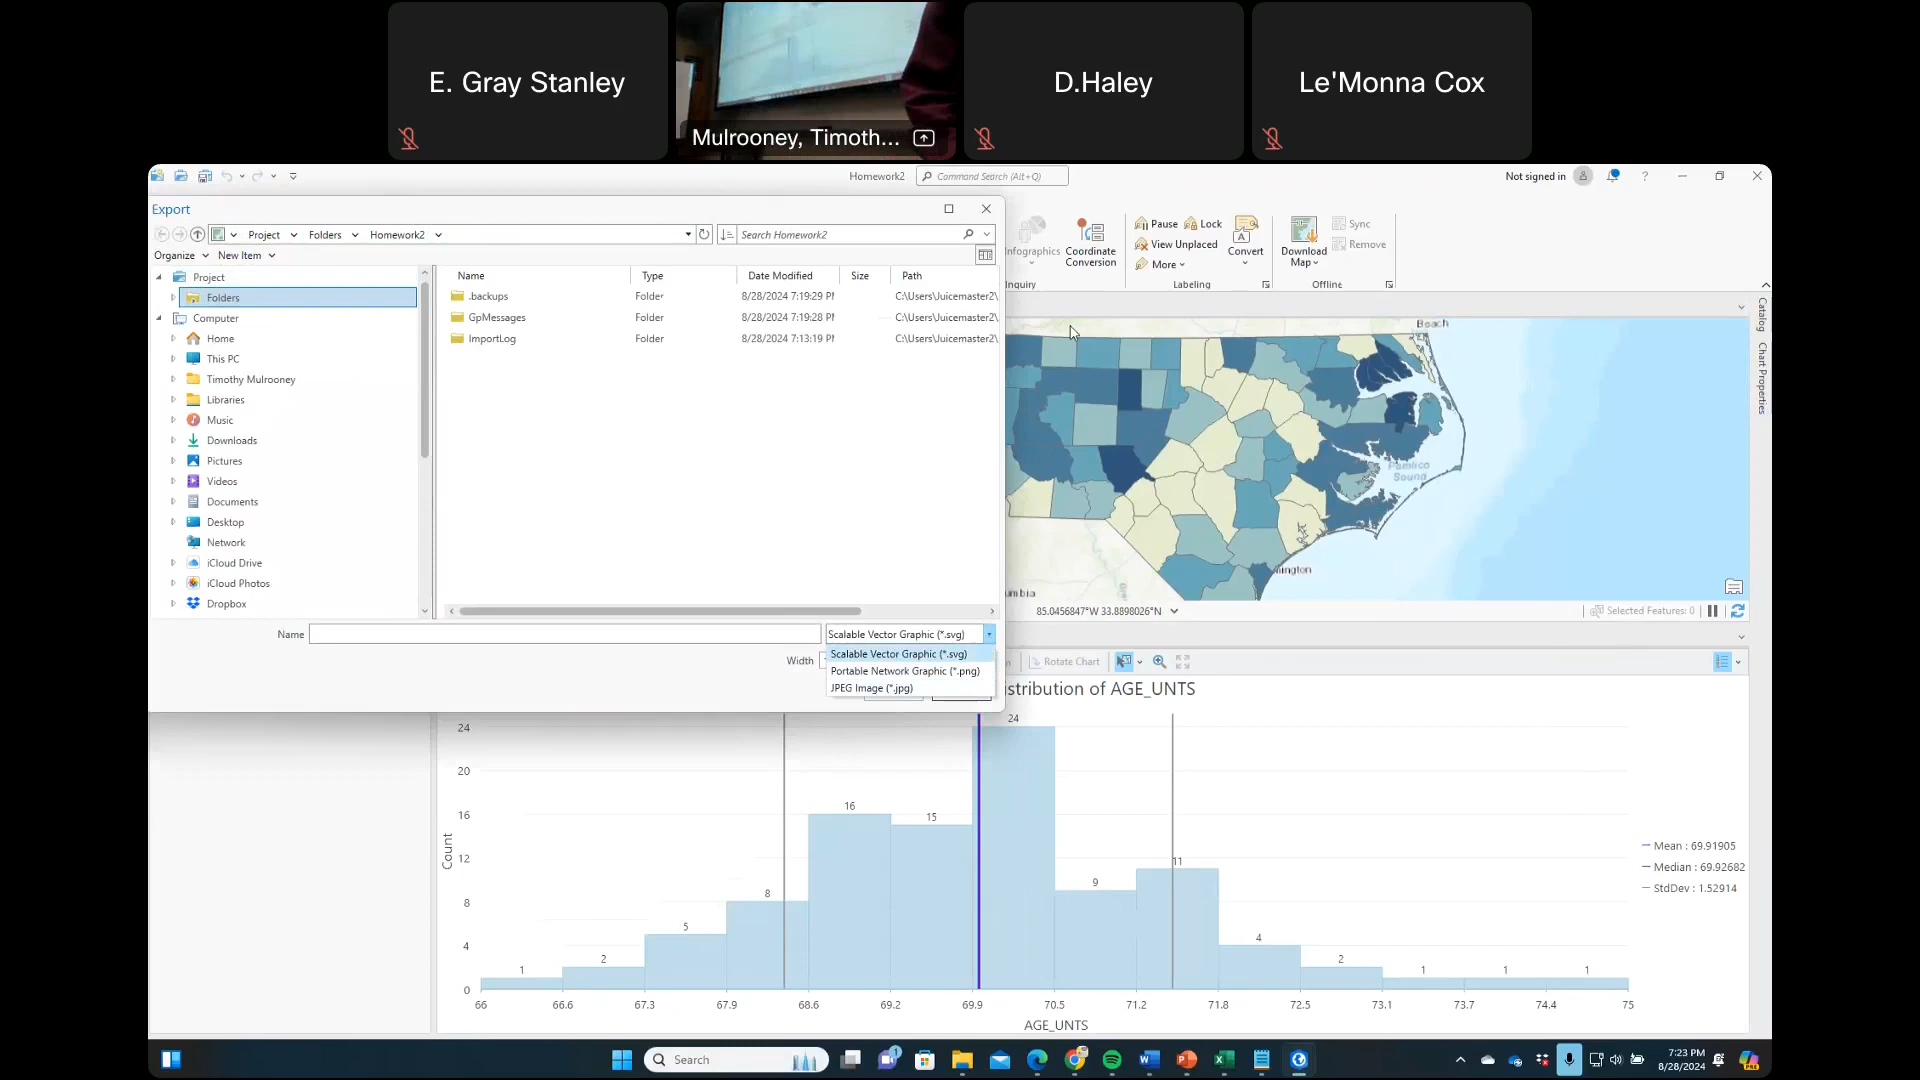 E. Gray Stanley
Mulrooney, Timoth...
D.Haley
Le'Monna Cox
Homework2
Command Search (Alt+Q)
Not signed in
?
Export
Project
Folders
Homework2
Search Homework2
Organize
New Item
Project
Folders
Computer
Home
This PC
Timothy Mulrooney
Libraries
Music
Downloads
Pictures
Videos
Documents
Desktop
Network
iCloud Drive
iCloud Photos
Dropbox
Name Type Date Modified Size Path
.backups Folder 8/28/2024 7:19:29 PM C:\Users\Juicemaster2\
GpMessages Folder 8/28/2024 7:19:28 PM C:\Users\Juicemaster2\
ImportLog Folder 8/28/2024 7:13:19 PM C:\Users\Juicemaster2\
Name
Scalable Vector Graphic (*.svg)
Width
Scalable Vector Graphic (*.svg)
Portable Network Graphic (*.png)
JPEG Image (*.jpg)
nfographics
Coordinate
Conversion
nquiry
Pause
Lock
View Unplaced
More
Convert
Labeling
Download
Map
Sync
Remove
Offline
Catalog
Chart Properties
Beach
Pamlico
Sound
mington
umbia
85.0456847°W 33.8898026°N
Selected Features: 0
Rotate Chart
istribution of AGE_UNTS
24
20
16
12
8
4
0
Count
1
2
5
8
16
15
24
9
11
4
2
1
1
1
66 66.6 67.3 67.9 68.6 69.2 69.9 70.5 71.2 71.8 72.5 73.1 73.7 74.4 75
AGE_UNTS
Mean : 69.91905
Median : 69.92682
StdDev : 1.52914
Search
7:23 PM
8/28/2024